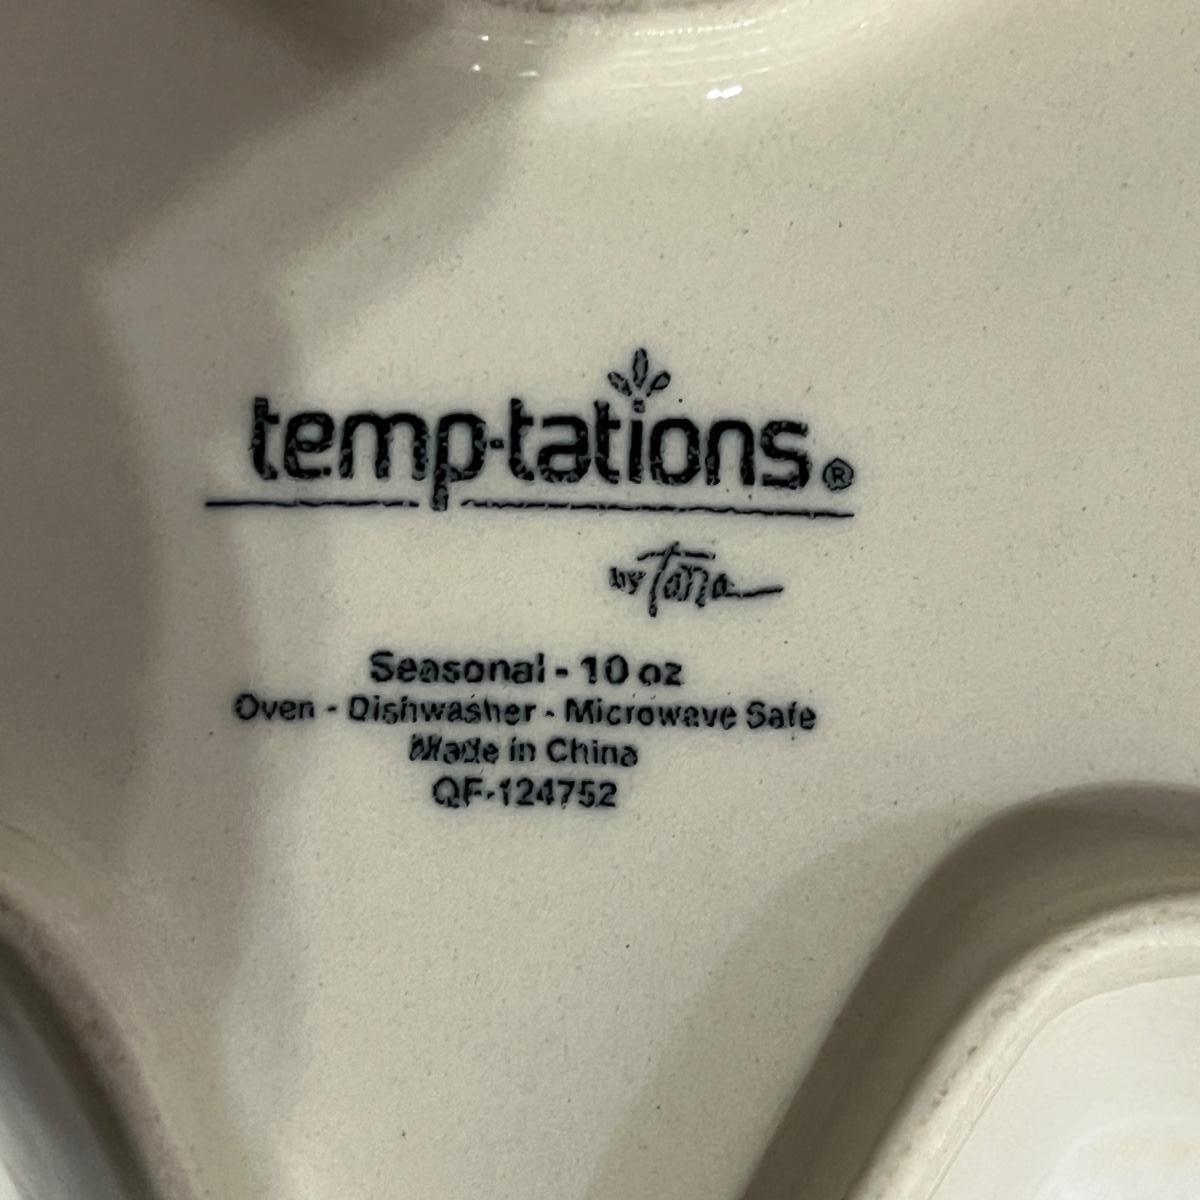 temp-tations®
by Tara
Seasonal - 10 oz
Oven - Dishwasher - Microwave Safe
Made in China
QF-124752